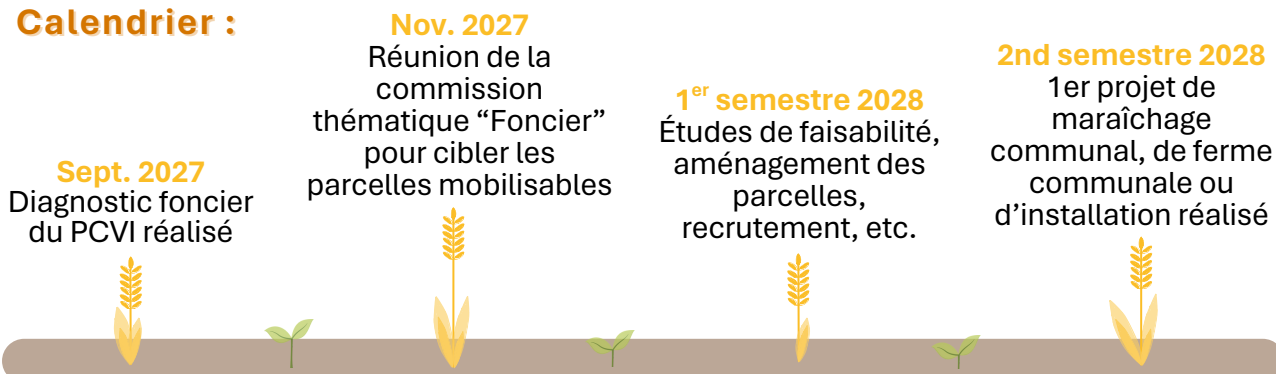 Calendrier :
Sept. 2027
Diagnostic foncier
du PCVI réalisé
Nov. 2027
Réunion de la
commission
thématique “Foncier”
pour cibler les
parcelles mobilisables
1er semestre 2028
Études de faisabilité,
aménagement des
parcelles,
recrutement, etc.
2nd semestre 2028
1er projet de
maraîchage
communal, de ferme
communale ou
d’installation réalisé